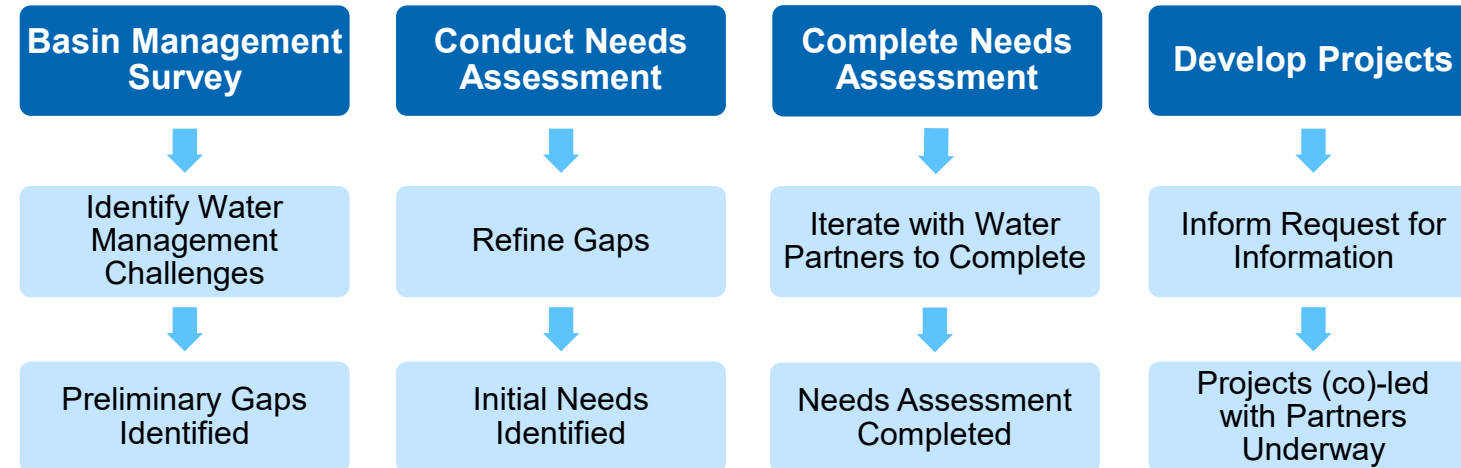 Basin Management
Survey
Identify Water
Management
Challenges
Preliminary Gaps
Identified
Conduct Needs
Assessment
Refine Gaps
Initial Needs
Identified
Complete Needs
Assessment
Iterate with Water
Partners to Complete
Needs Assessment
Completed
Develop Projects
Inform Request for
Information
Projects (co)-led
with Partners
Underway